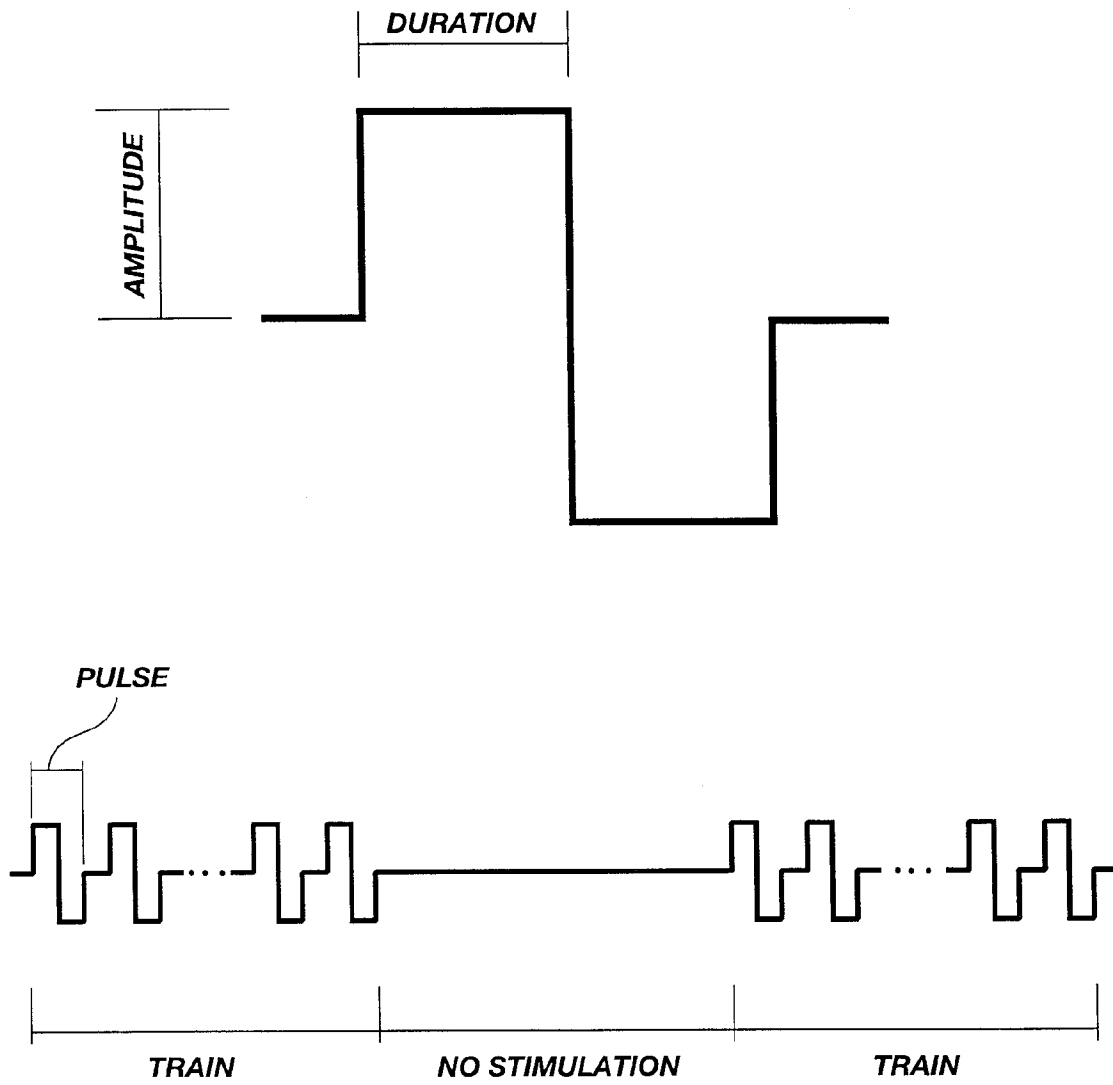 DURATION
AMPLITUDE
PULSE
TRAIN
NO STIMULATION
TRAIN